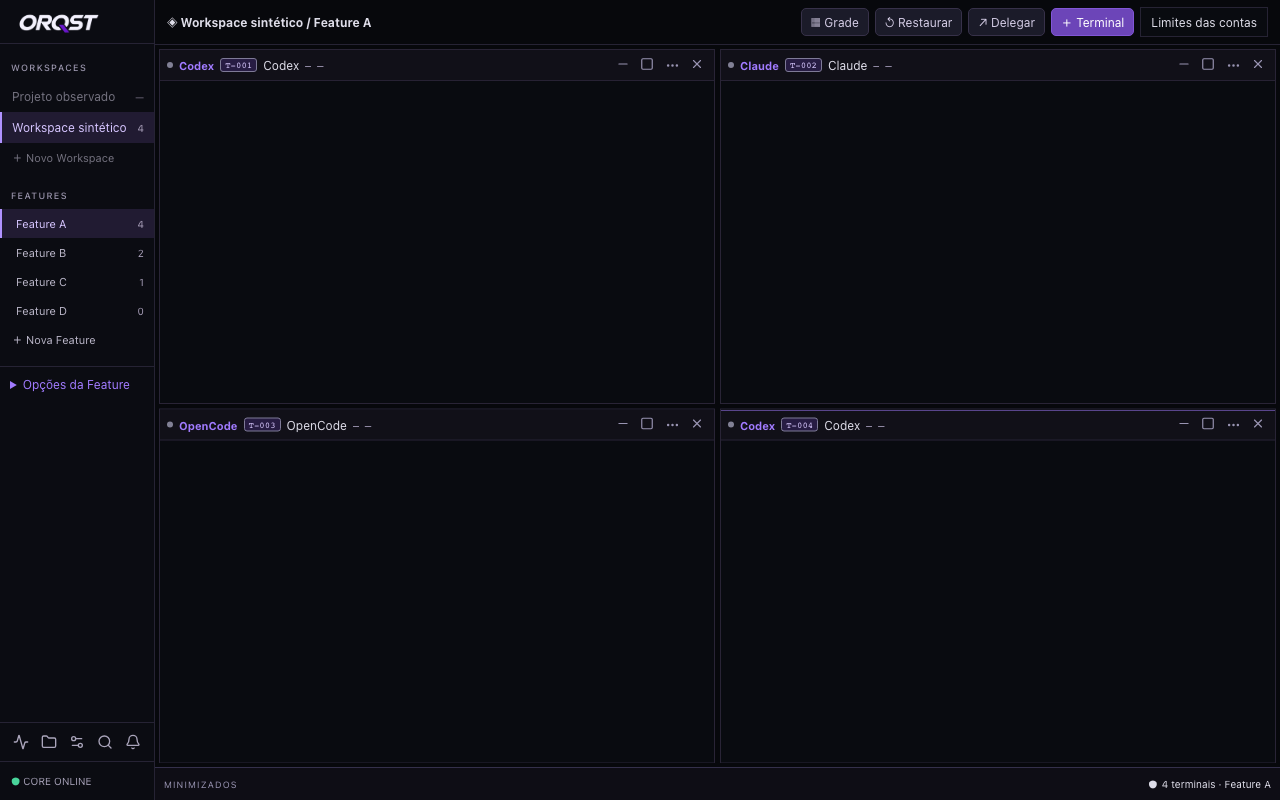 ORQST
WORKSPACES
Projeto observado —
Workspace sintético 4
+ Novo Workspace
FEATURES
Feature A 4
Feature B 2
Feature C 1
Feature D 0
+ Nova Feature
▶ Opções da Feature
CORE ONLINE
◈ Workspace sintético / Feature A
▦ Grade
↺ Restaurar
↗ Delegar
+ Terminal
Limites das contas
Codex T-001 Codex — —
Claude T-002 Claude — —
OpenCode T-003 OpenCode — —
Codex T-004 Codex — —
MINIMIZADOS
4 terminais · Feature A